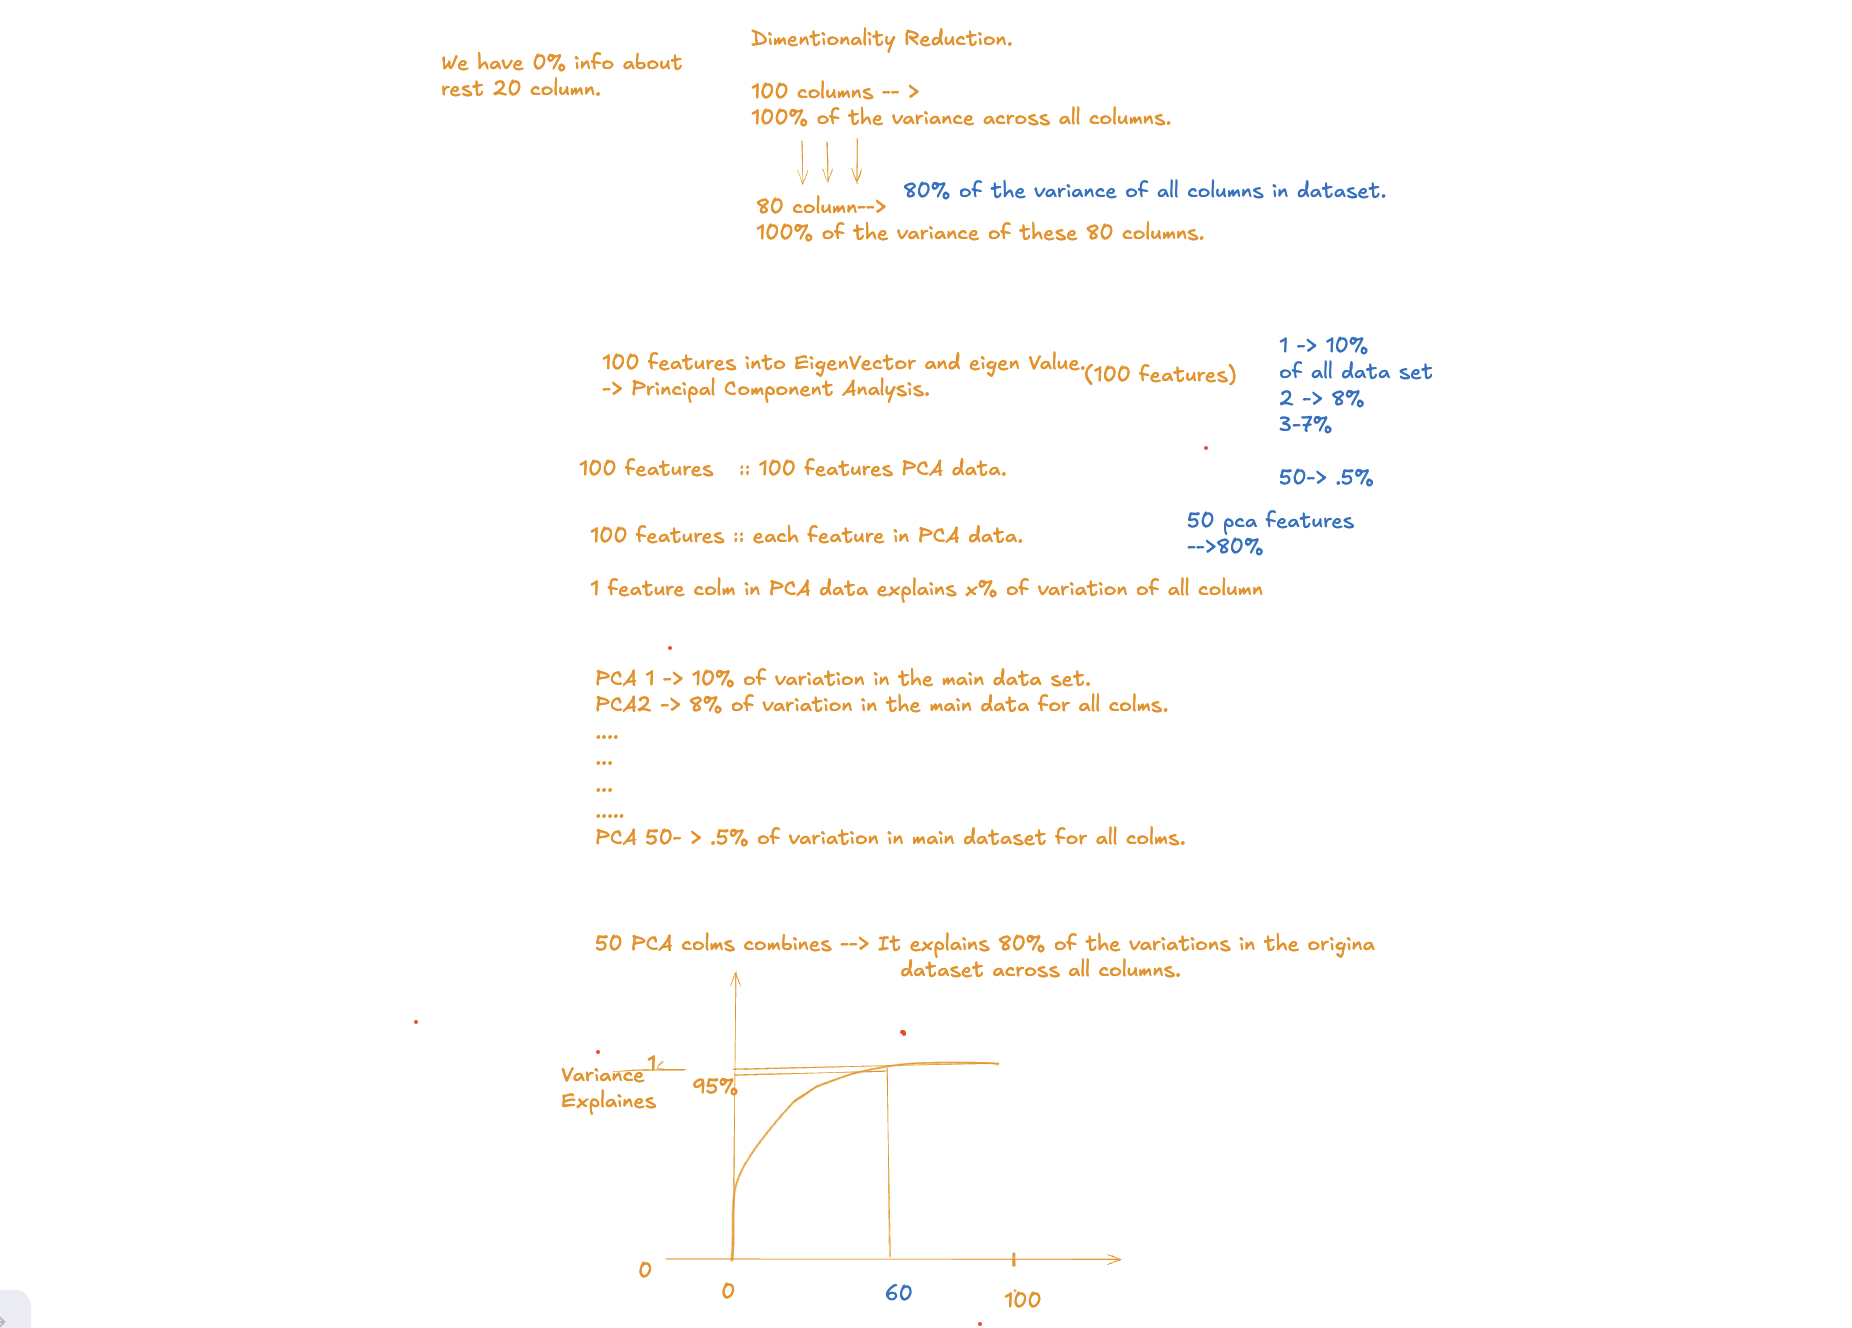 Dimentionality Reduction.
We have 0% info about
rest 20 column.
100 columns -- >
100% of the variance across all columns.
80% of the variance of all columns in dataset.
80 column-->
100% of the variance of these 80 columns.
100 features into EigenVector and eigen Value.
-> Principal Component Analysis.
(100 features)
1 -> 10%
of all data set
2 -> 8%
3-7%
50-> .5%
100 features :: 100 features PCA data.
50 pca features
-->80%
100 features :: each feature in PCA data.
1 feature colm in PCA data explains x% of variation of all column
PCA 1 -> 10% of variation in the main data set.
PCA2 -> 8% of variation in the main data for all colms.
....
...
...
.....
PCA 50- > .5% of variation in main dataset for all colms.
50 PCA colms combines --> It explains 80% of the variations in the origina
dataset across all columns.
1
Variance
Explaines
95%
0
0
60
100